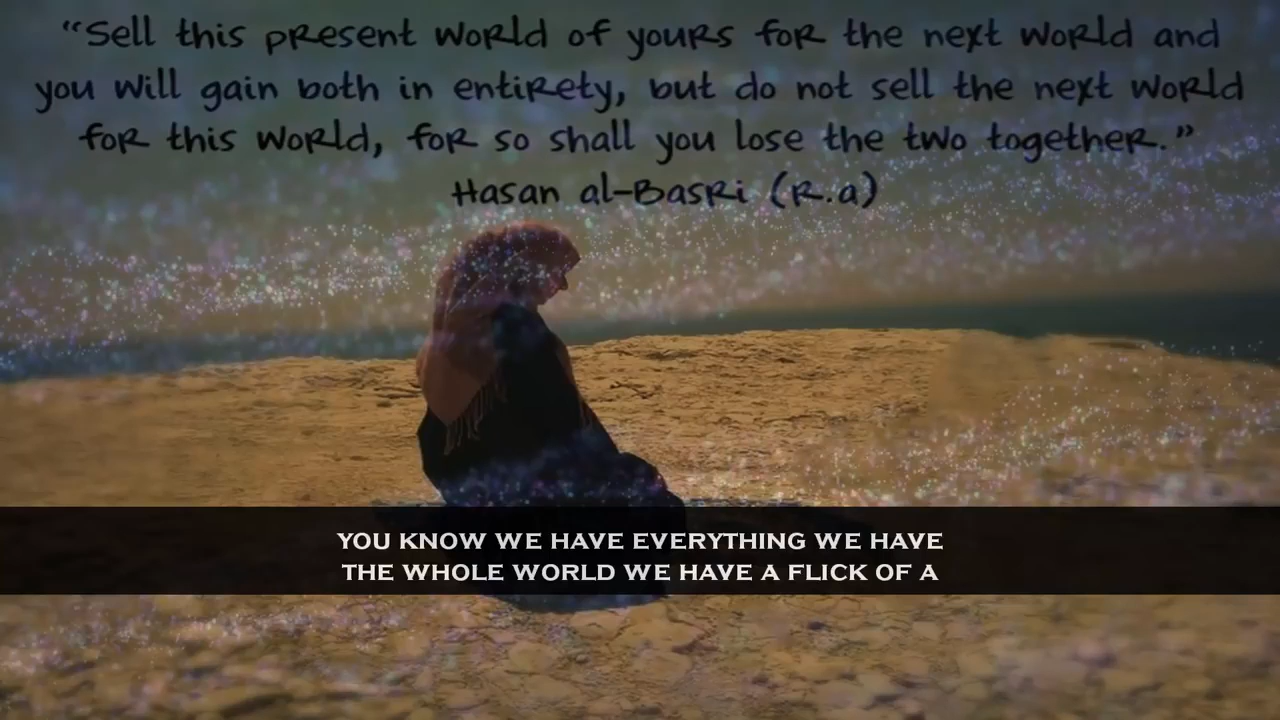 “Sell this present world of yours for the next world and
you will gain both in entirety, but do not sell the next world
for this world, for so shall you lose the two together.”
Hasan al-Basri (R.a)
YOU KNOW WE HAVE EVERYTHING WE HAVE
THE WHOLE WORLD WE HAVE A FLICK OF A